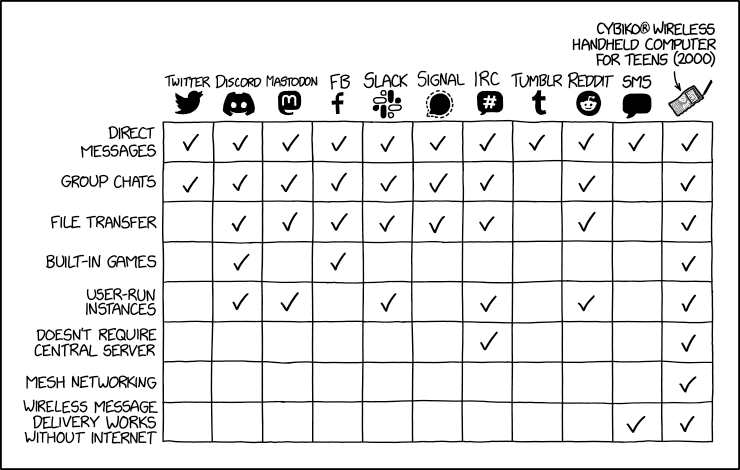 CYBIKO® WIRELESS
HANDHELD COMPUTER
FOR TEENS (2000)
TWITTER DISCORD MASTODON FB SLACK SIGNAL IRC TUMBLR REDDIT SMS
DIRECT
MESSAGES
GROUP CHATS
FILE TRANSFER
BUILT-IN GAMES
USER-RUN
INSTANCES
DOESN'T REQUIRE
CENTRAL SERVER
MESH NETWORKING
WIRELESS MESSAGE
DELIVERY WORKS
WITHOUT INTERNET